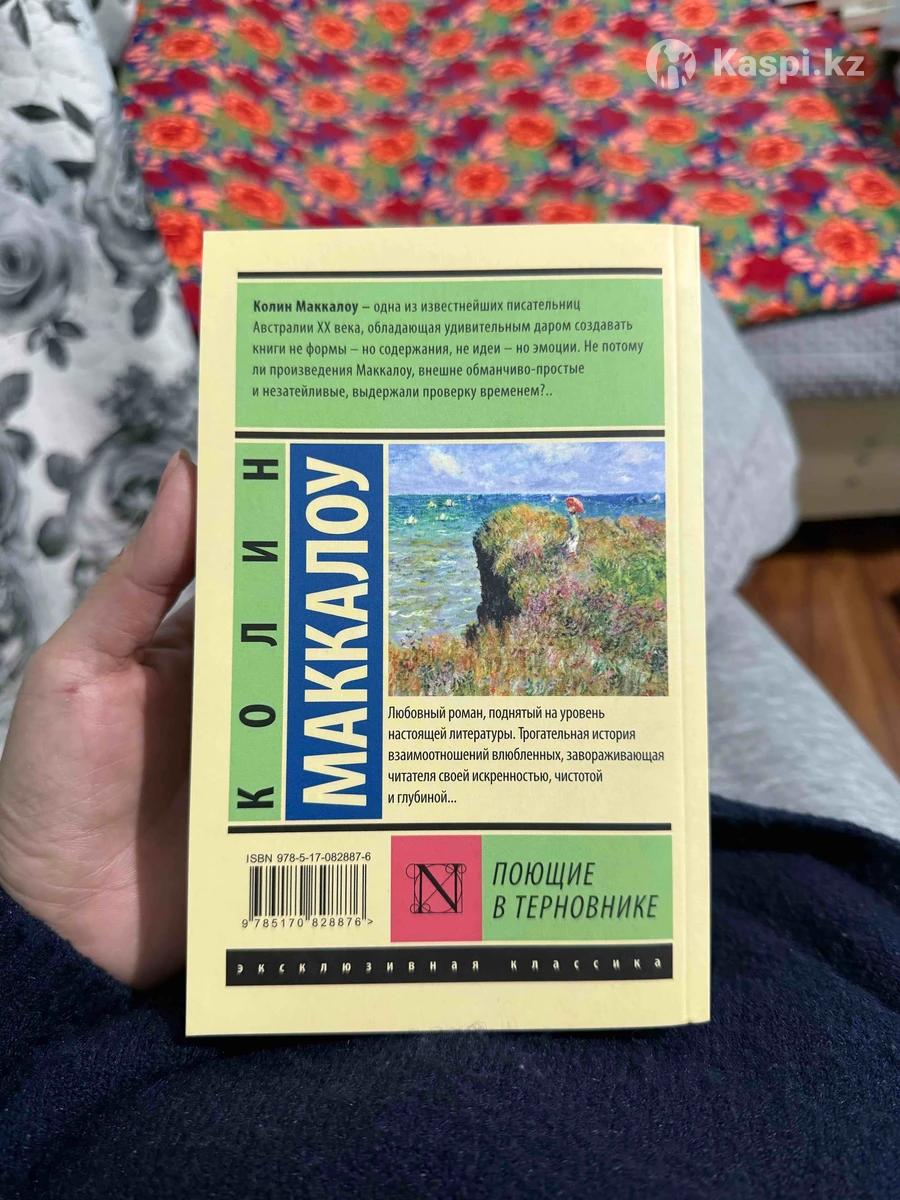 Kaspi.kz
Колин Маккалоу – одна из известнейших писательниц
Австралии XX века, обладающая удивительным даром создавать
книги не формы – но содержания, не идеи – но эмоции. Не потому
ли произведения Маккалоу, внешне обманчиво-простые
и незатейливые, выдержали проверку временем?..
КОЛИН
МАККАЛОУ
Любовный роман, поднятый на уровень
настоящей литературы. Трогательная история
взаимоотношений влюбленных, завораживающая
читателя своей искренностью, чистотой
и глубиной...
ISBN 978-5-17-082887-6
9 785170 828876 >
N
ПОЮЩИЕ
В ТЕРНОВНИКЕ
ЭКСКЛЮЗИВНАЯ КЛАССИКА